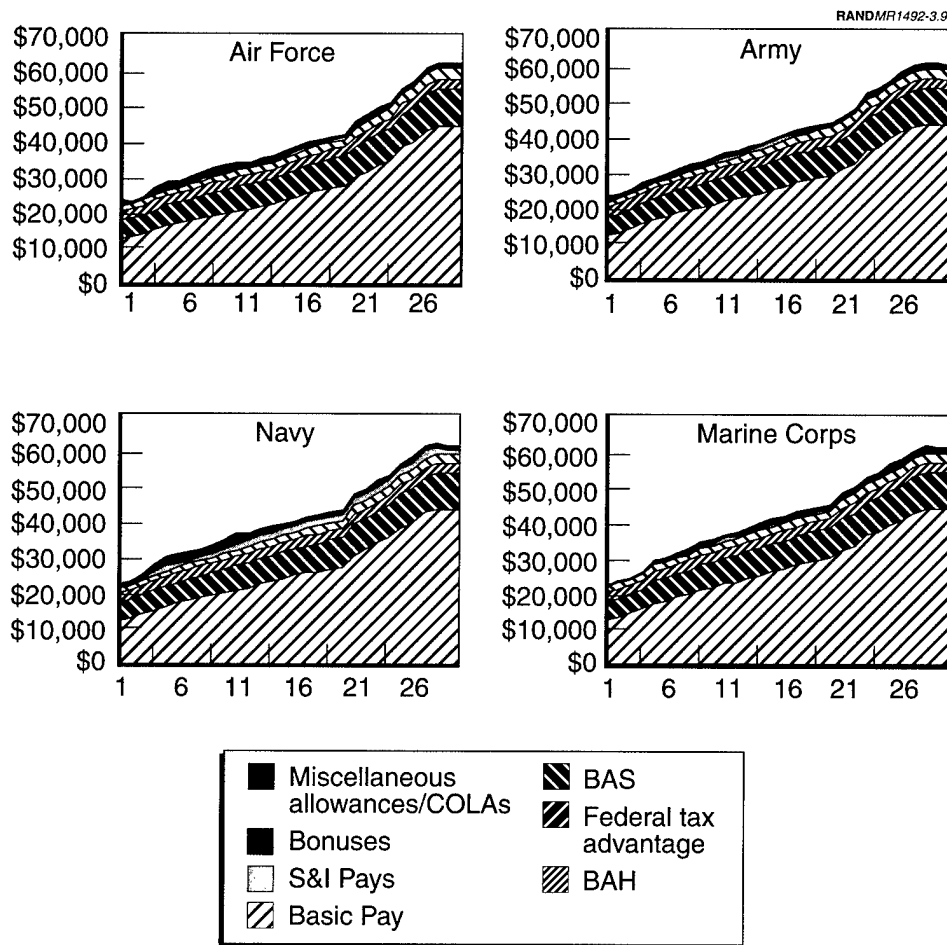 RANDMR1492-3.9
Air Force
$70,000
$60,000
$50,000
$40,000
$30,000
$20,000
$10,000
$0
1 6 11 16 21 26
Army
$70,000
$60,000
$50,000
$40,000
$30,000
$20,000
$10,000
$0
1 6 11 16 21 26
Navy
$70,000
$60,000
$50,000
$40,000
$30,000
$20,000
$10,000
$0
1 6 11 16 21 26
Marine Corps
$70,000
$60,000
$50,000
$40,000
$30,000
$20,000
$10,000
$0
1 6 11 16 21 26
Miscellaneous
allowances/COLAs
Bonuses
S&I Pays
Basic Pay
BAS
Federal tax
advantage
BAH